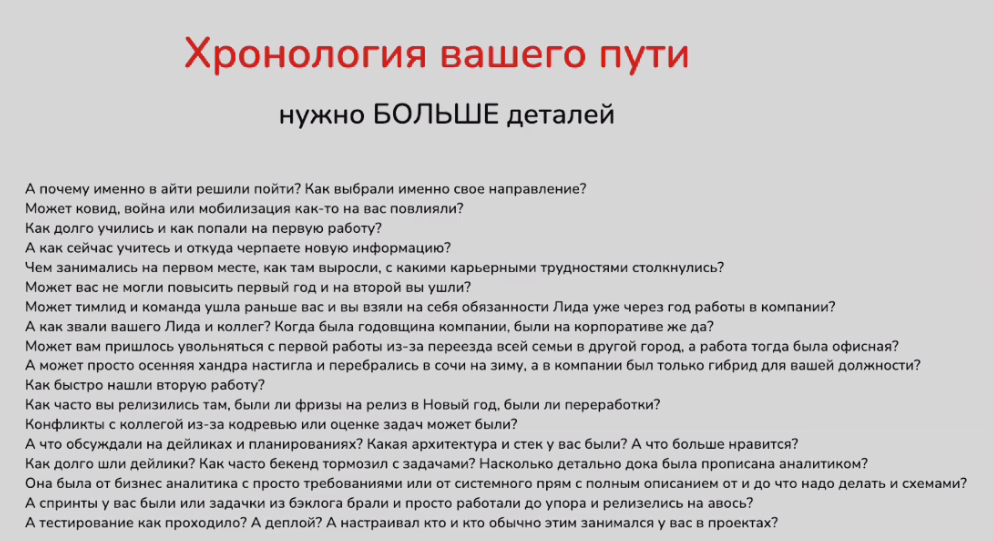 Хронология вашего пути
нужно БОЛЬШЕ деталей
А почему именно в айти решили пойти? Как выбрали именно свое направление?
Может ковид, война или мобилизация как-то на вас повлияли?
Как долго учились и как попали на первую работу?
А как сейчас учитесь и откуда черпаете новую информацию?
Чем занимались на первом месте, как там выросли, с какими карьерными трудностями столкнулись?
Может вас не могли повысить первый год и на второй вы ушли?
Может тимлид и команда ушла раньше вас и вы взяли на себя обязанности Лида уже через год работы в компании?
А как звали вашего Лида и коллег? Когда была годовщина компании, были на корпоративе же да?
Может вам пришлось увольняться с первой работы из-за переезда всей семьи в другой город, а работа тогда была офисная?
А может просто осенняя хандра настигла и перебрались в сочи на зиму, а в компании был только гибрид для вашей должности?
Как быстро нашли вторую работу?
Как часто вы релизились там, были ли фризы на релиз в Новый год, были ли переработки?
Конфликты с коллегой из-за кодревью или оценке задач может были?
А что обсуждали на дейликах и планированиях? Какая архитектура и стек у вас были? А что больше нравится?
Как долго шли дейлики? Как часто бекенд тормозил с задачами? Насколько детально дока была прописана аналитиком?
Она была от бизнес аналитика с просто требованиями или от системного прям с полным описанием от и до что надо делать и схемами?
А спринты у вас были или задачки из бэклога брали и просто работали до упора и релизелись на авось?
А тестирование как проходило? А деплой? А настраивал кто и кто обычно этим занимался у вас в проектах?